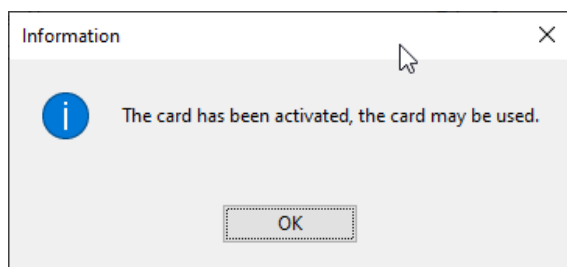 Information
The card has been activated, the card may be used.
OK